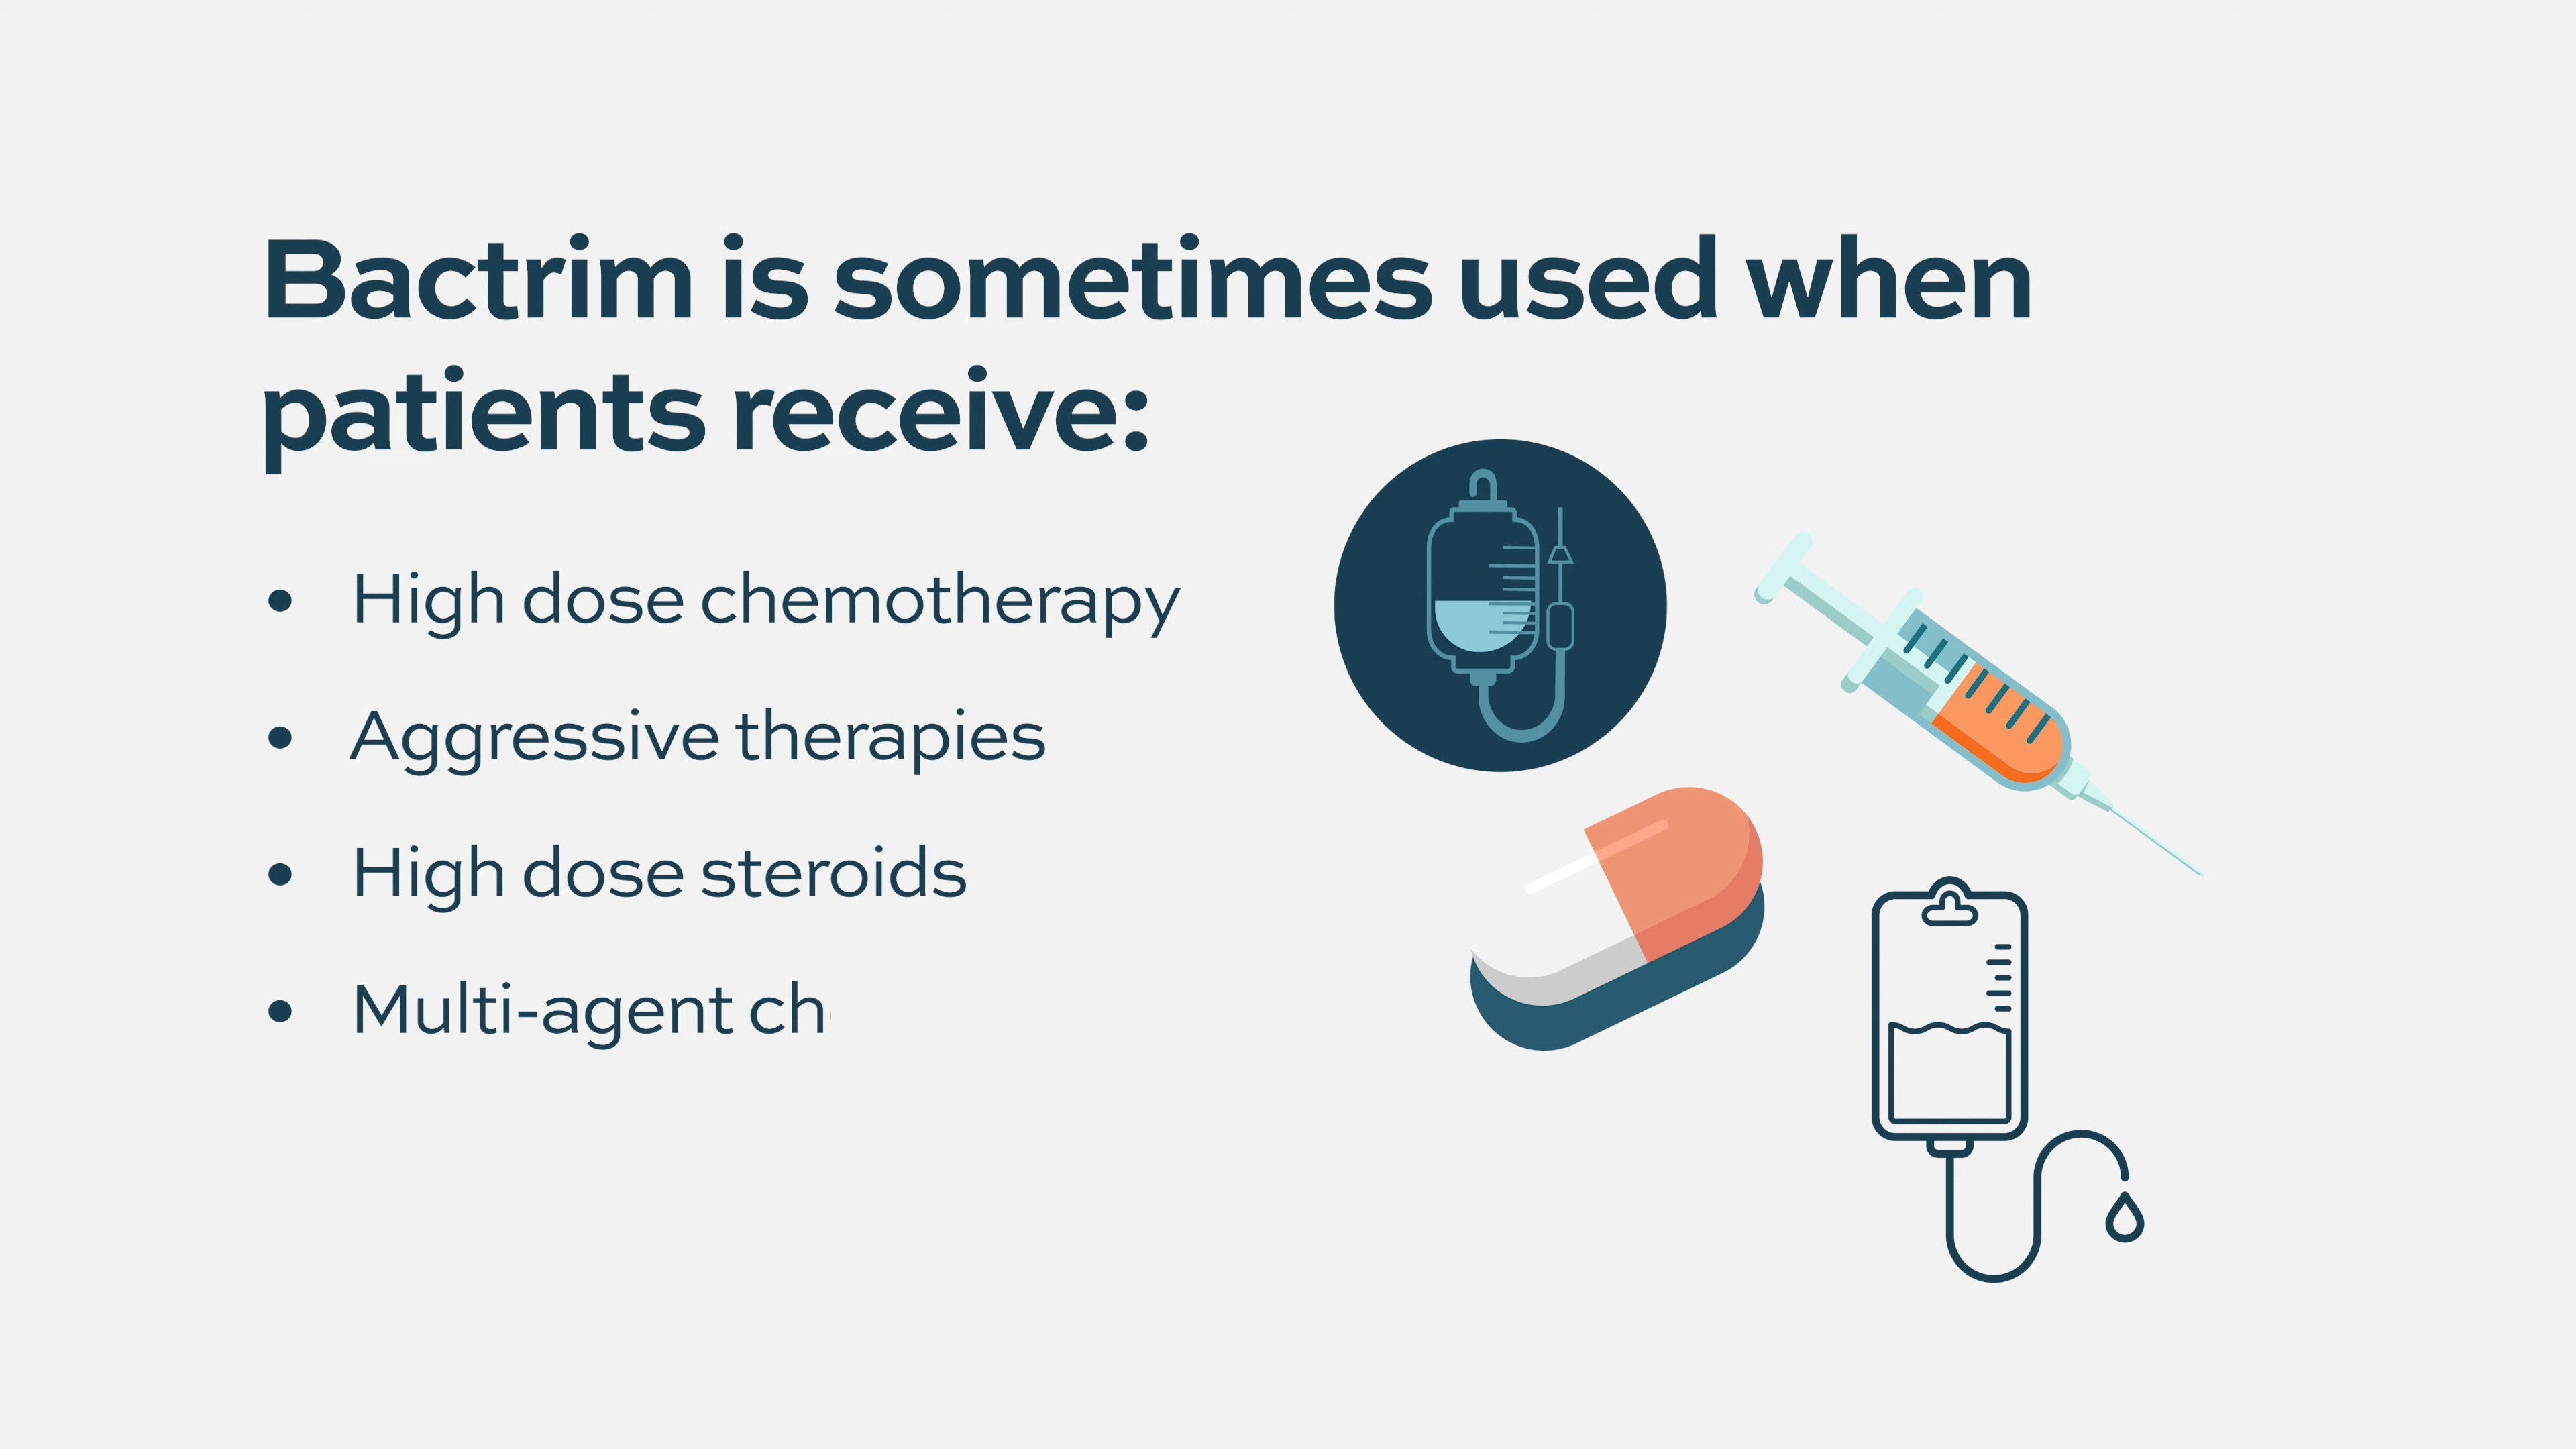 Bactrim is sometimes used when
patients receive:
• High dose chemotherapy
• Aggressive therapies
• High dose steroids
• Multi-agent ch